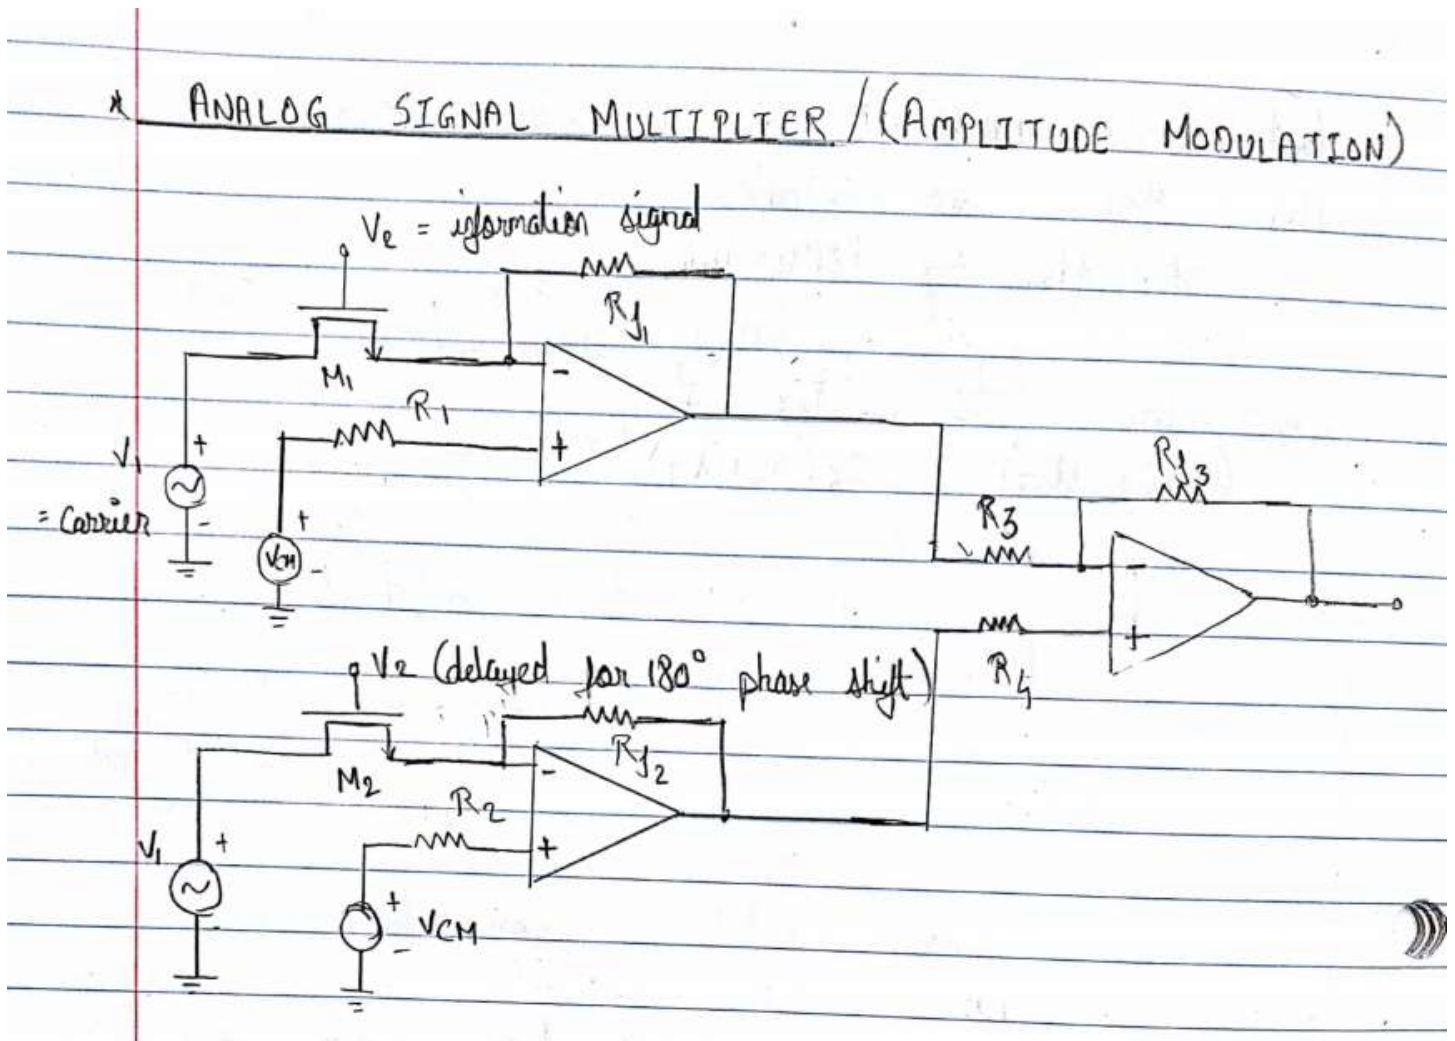 * ANALOG SIGNAL MULTIPLIER / (AMPLITUDE MODULATION)
V2 = information signal
Rf1
M1
R1
V1
= Carrier
VCM
Rf3
R3
R4
V2 (delayed for 180° phase shift)
Rf2
M2
R2
V1
VCM